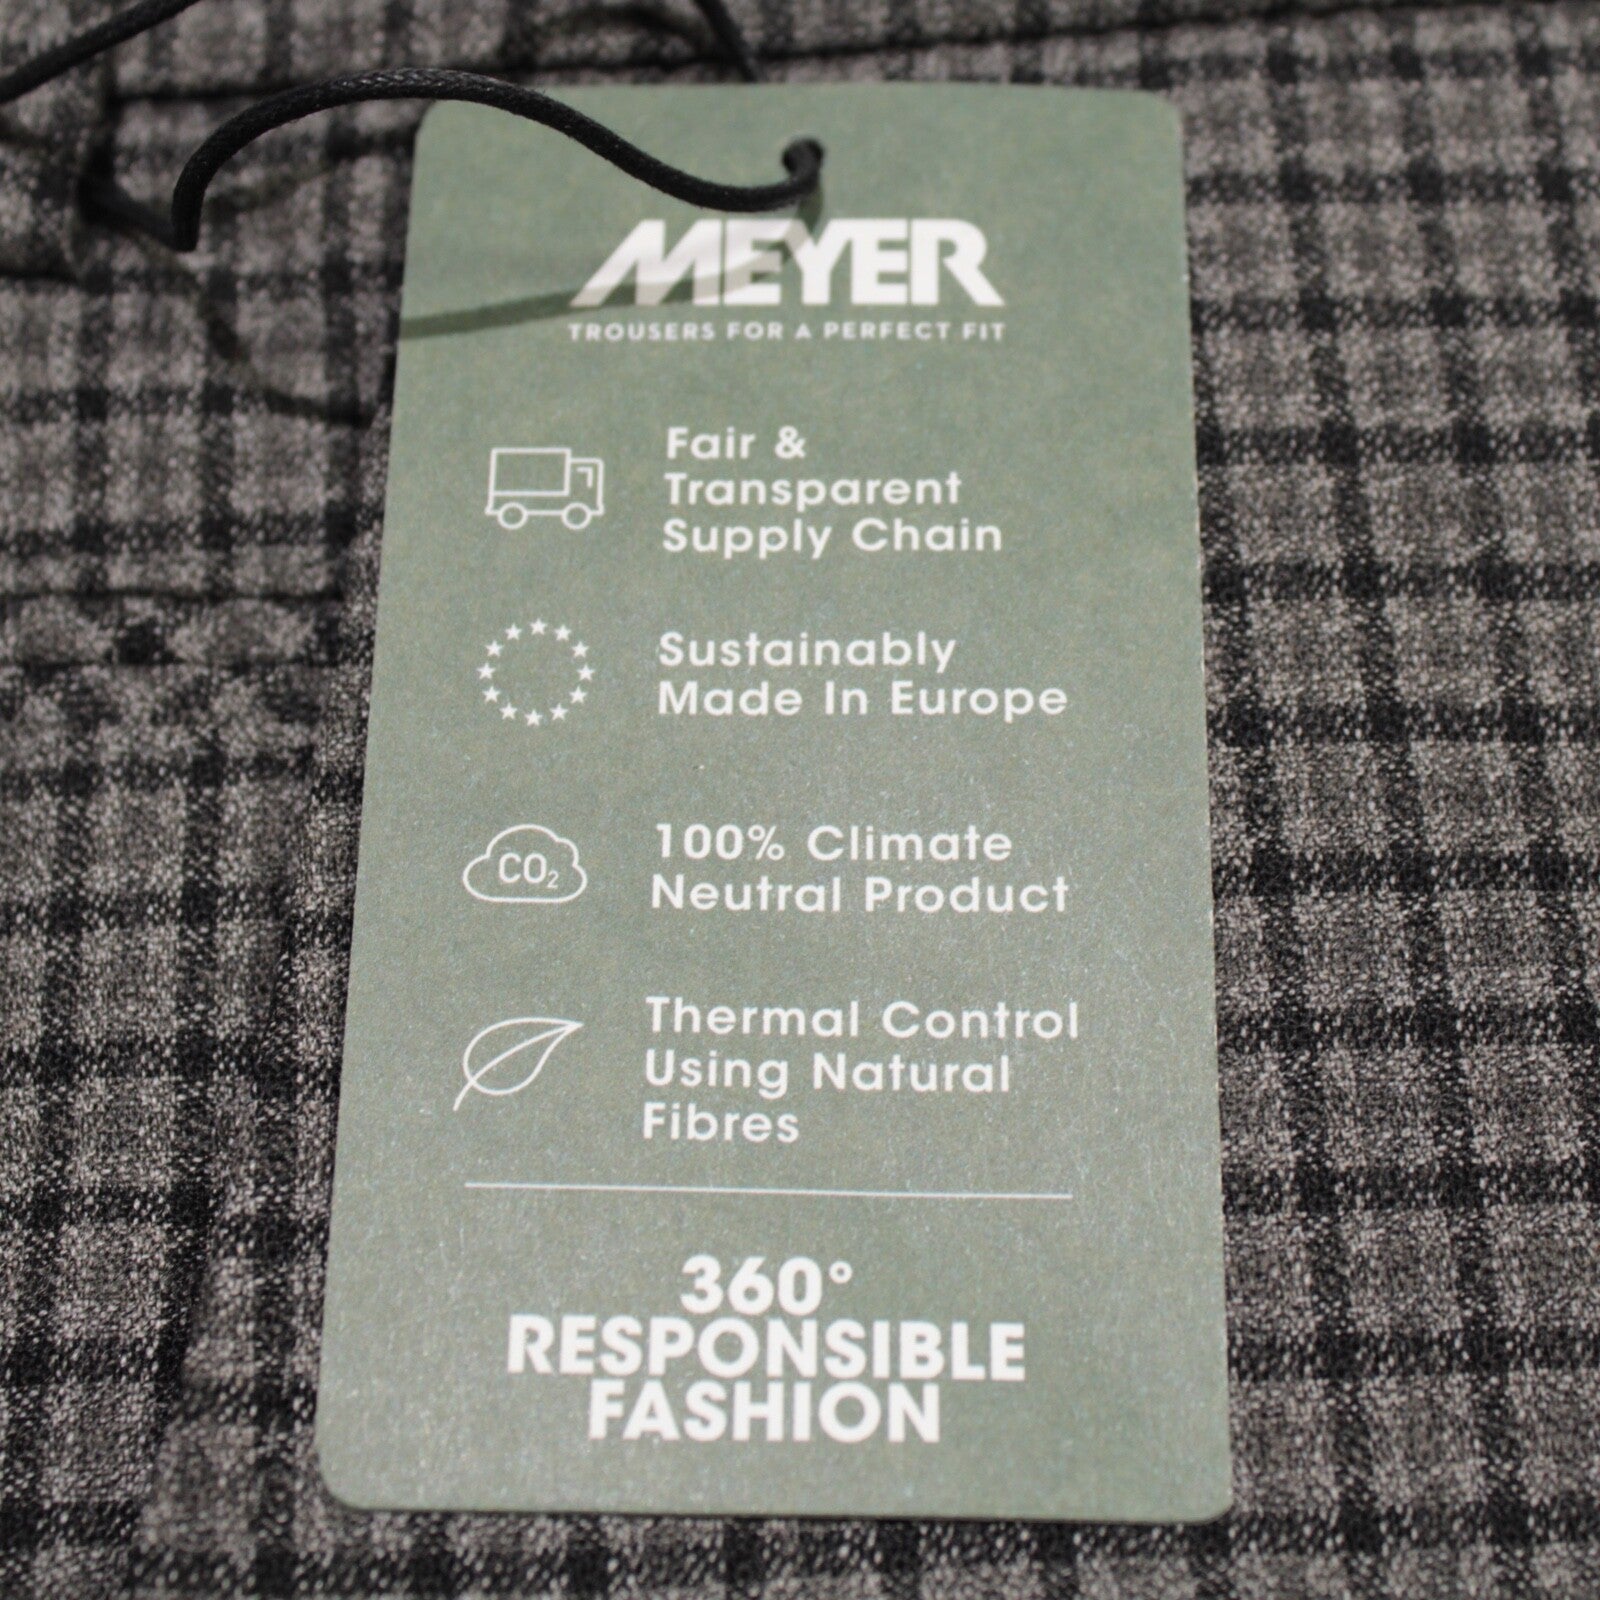 MEYER
TROUSERS FOR A PERFECT FIT
Fair &
Transparent
Supply Chain
Sustainably
Made In Europe
CO₂
100% Climate
Neutral Product
Thermal Control
Using Natural
Fibres
360°
RESPONSIBLE
FASHION